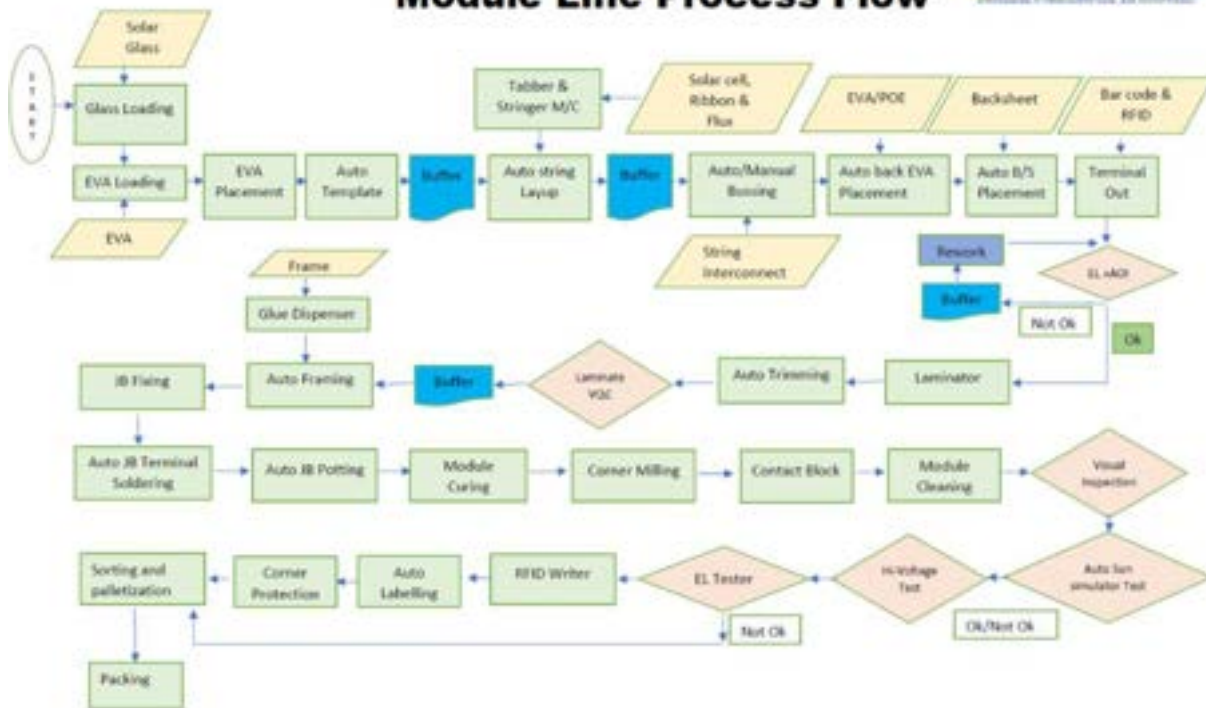 Module Line Process Flow
Solar
Glass
START
Glass Loading
Tabber &
Stringer M/C
Solar cell,
Ribbon &
Flux
EVA/POE
Backsheet
Bar code &
RFID
EVA Loading
EVA
Placement
Auto
Template
Buffer
Auto string
Layup
Buffer
Auto/Manual
Bussing
Auto back EVA
Placement
Auto B/S
Placement
Terminal
Out
EVA
String
Interconnect
Rework
EL +AOI
Buffer
Not Ok
Ok
Frame
Glue Dispenser
JB Fixing
Auto Framing
Buffer
Laminate
VQC
Auto Trimming
Laminator
Auto JB Terminal
Soldering
Auto JB Potting
Module
Curing
Corner Milling
Contact Block
Module
Cleaning
Visual
Inspection
Sorting and
palletization
Corner
Protection
Auto
Labelling
RFID Writer
EL Tester
Hi-Voltage
Test
Auto Sun
simulator Test
Not Ok
Ok/Not Ok
Packing